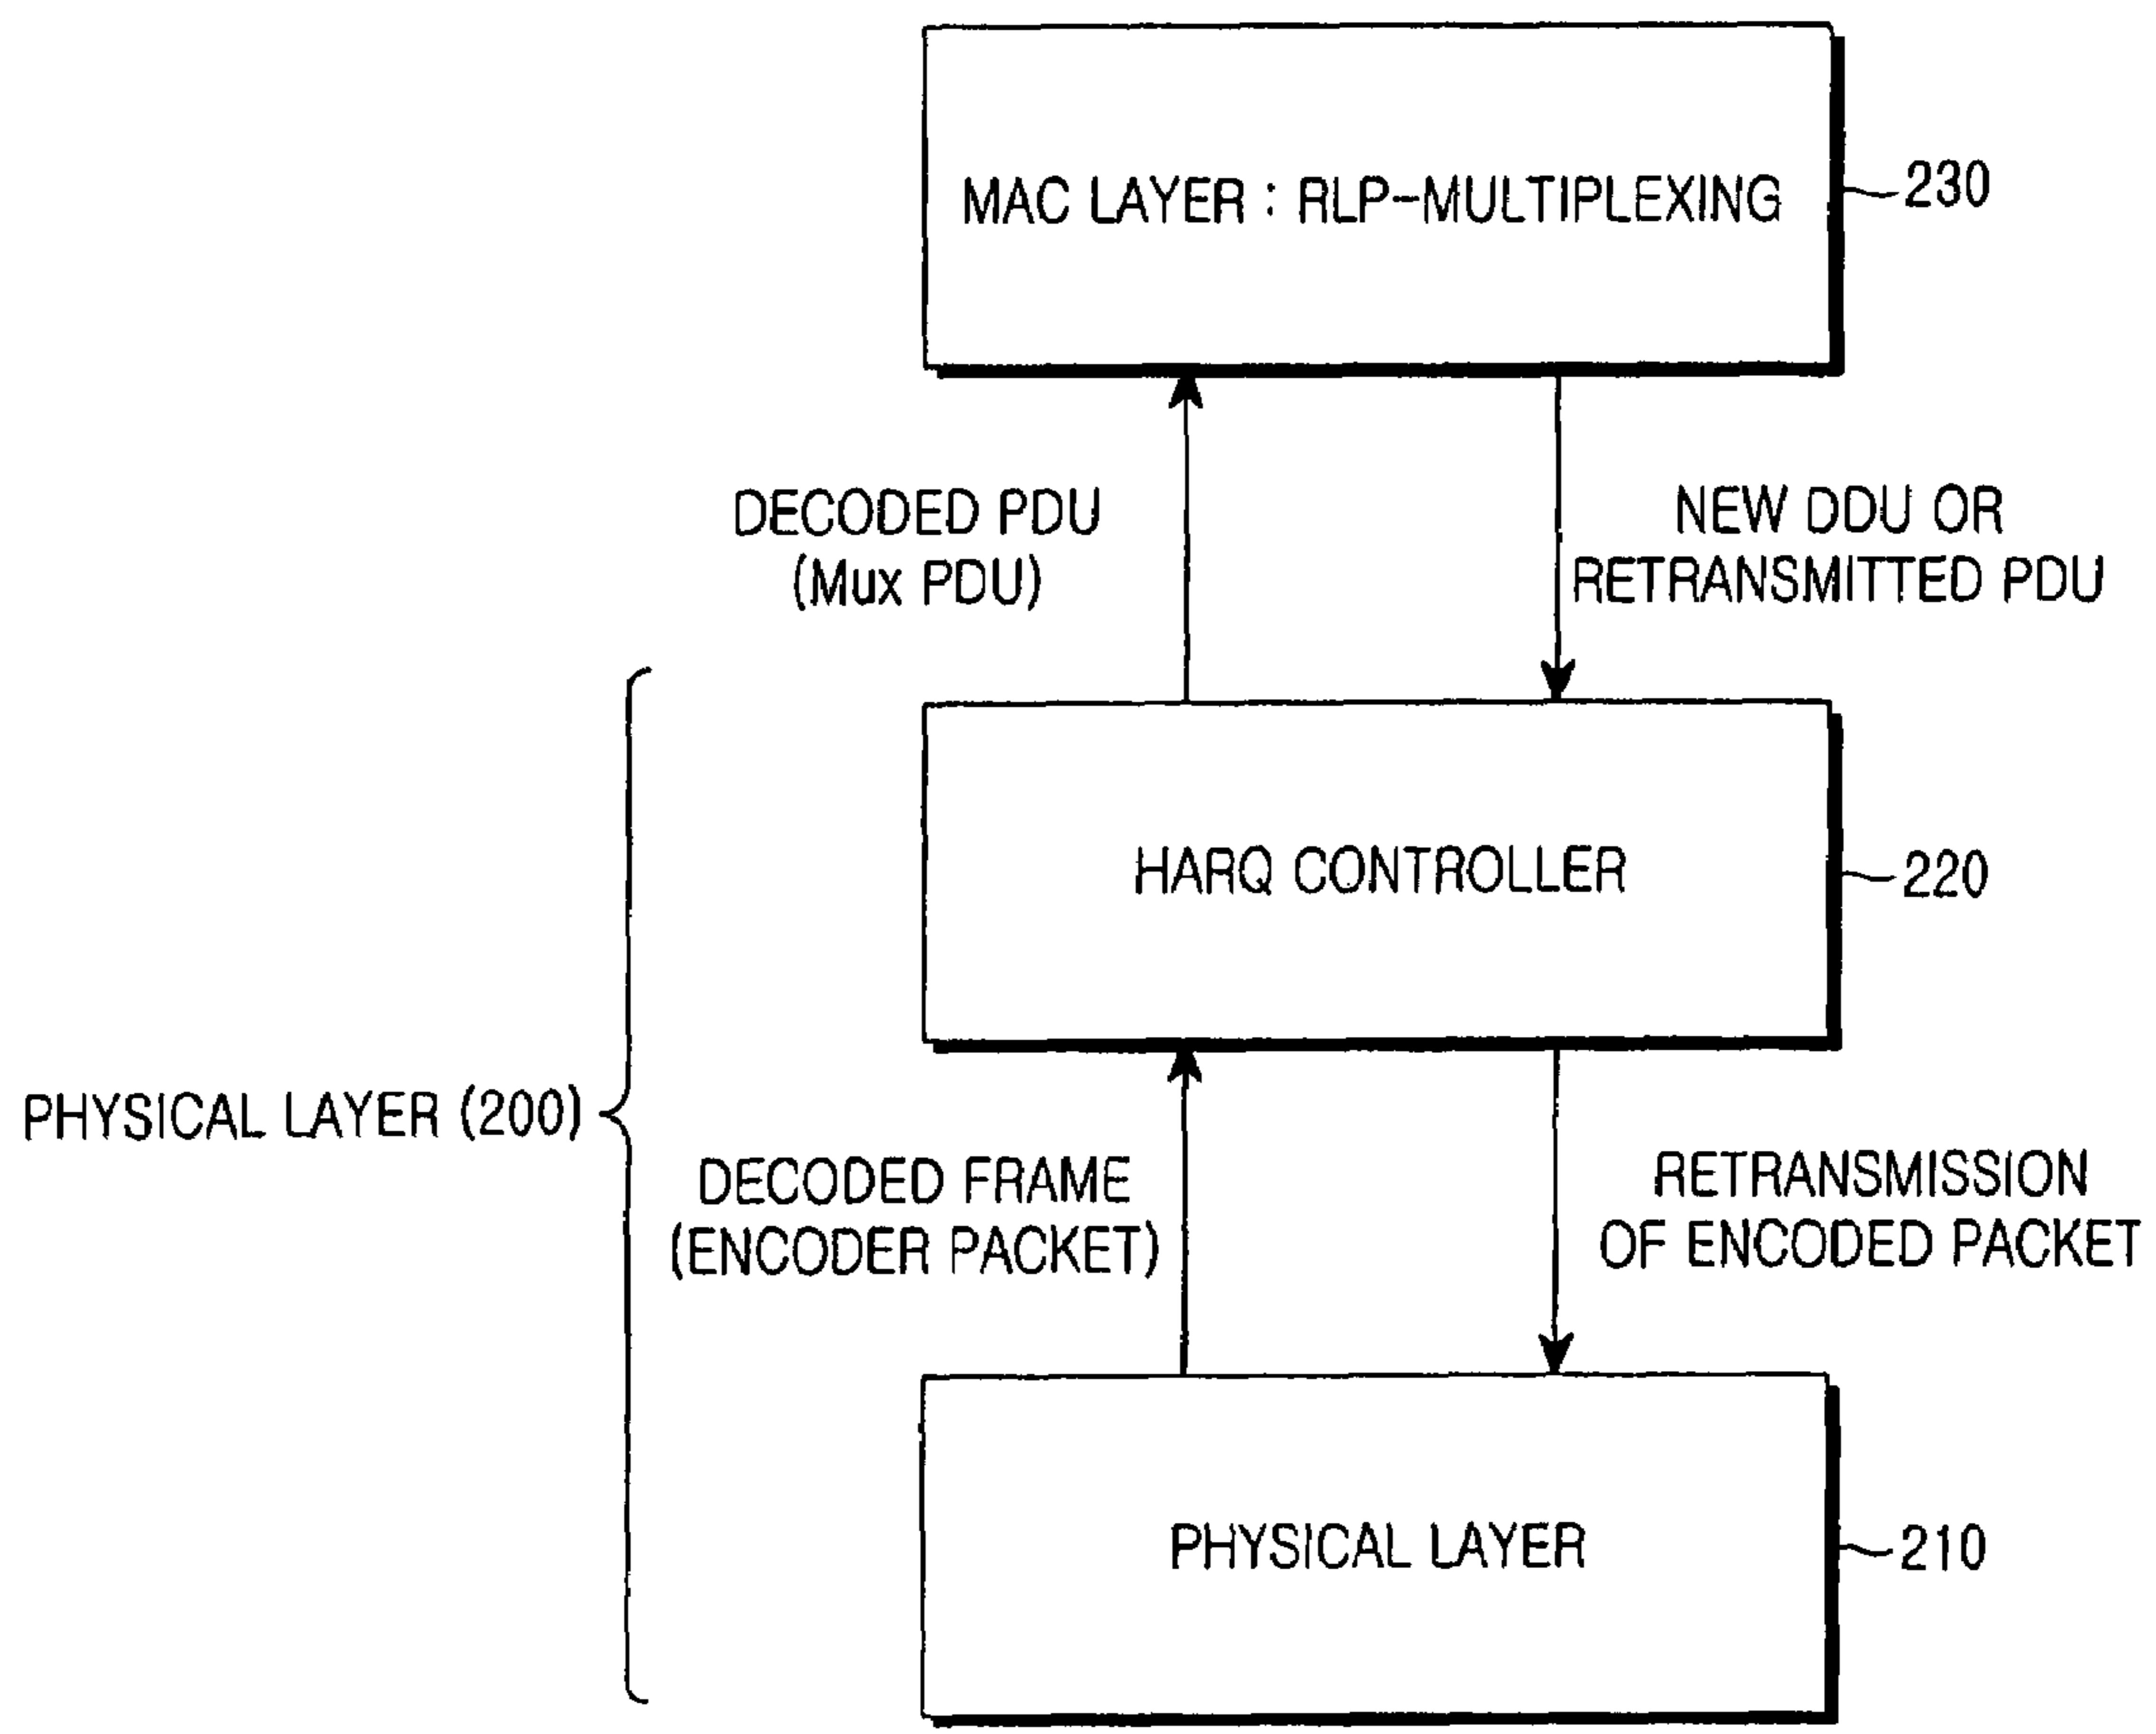 MAC LAYER : RLP-MULTIPLEXING
230
DECODED PDU
(Mux PDU)
NEW DDU OR
RETRANSMITTED PDU
HARQ CONTROLLER
220
PHYSICAL LAYER (200)
DECODED FRAME
(ENCODER PACKET)
RETRANSMISSION
OF ENCODED PACKET
PHYSICAL LAYER
210